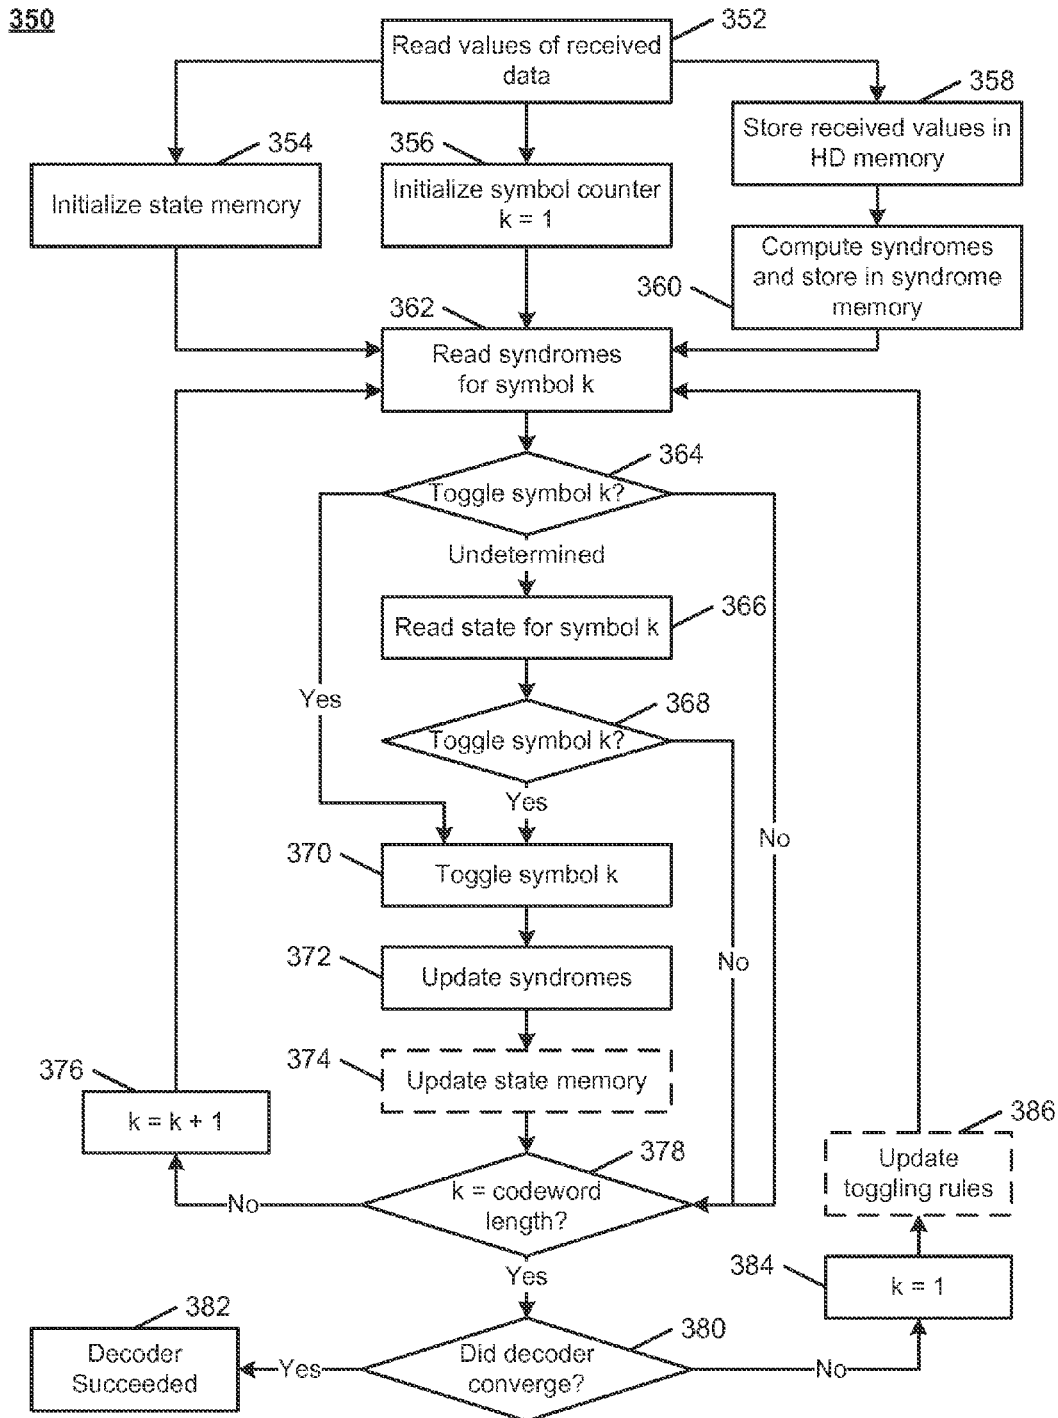 350
352
Read values of received
data
358
354
356
Store received values in
HD memory
Initialize state memory
Initialize symbol counter
k = 1
Compute syndromes
and store in syndrome
memory
360
362
Read syndromes
for symbol k
364
Toggle symbol k?
Undetermined
366
Read state for symbol k
Yes
368
Toggle symbol k?
Yes
No
370
Toggle symbol k
372
Update syndromes
No
374
Update state memory
376
k = k + 1
386
Update
toggling rules
378
k = codeword
length?
No
Yes
384
k = 1
382
Decoder
Succeeded
Yes
380
Did decoder
converge?
No